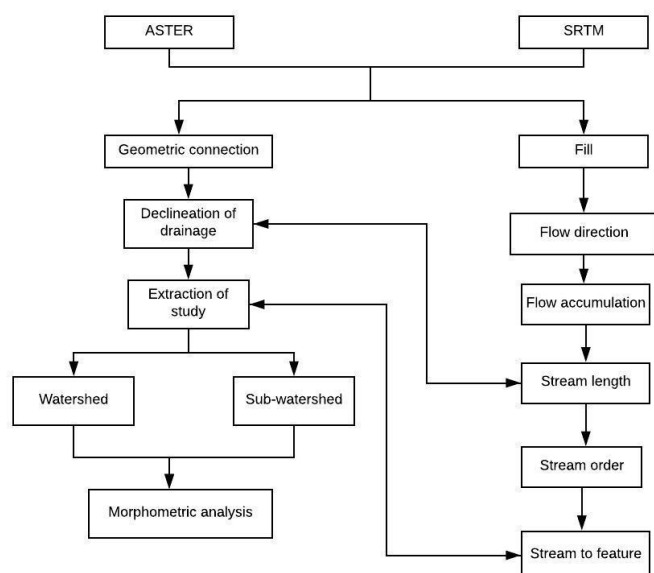 ASTER
SRTM
Geometric connection
Fill
Declineation of
drainage
Flow direction
Extraction of
study
Flow accumulation
Watershed
Sub-watershed
Stream length
Stream order
Morphometric analysis
Stream to feature